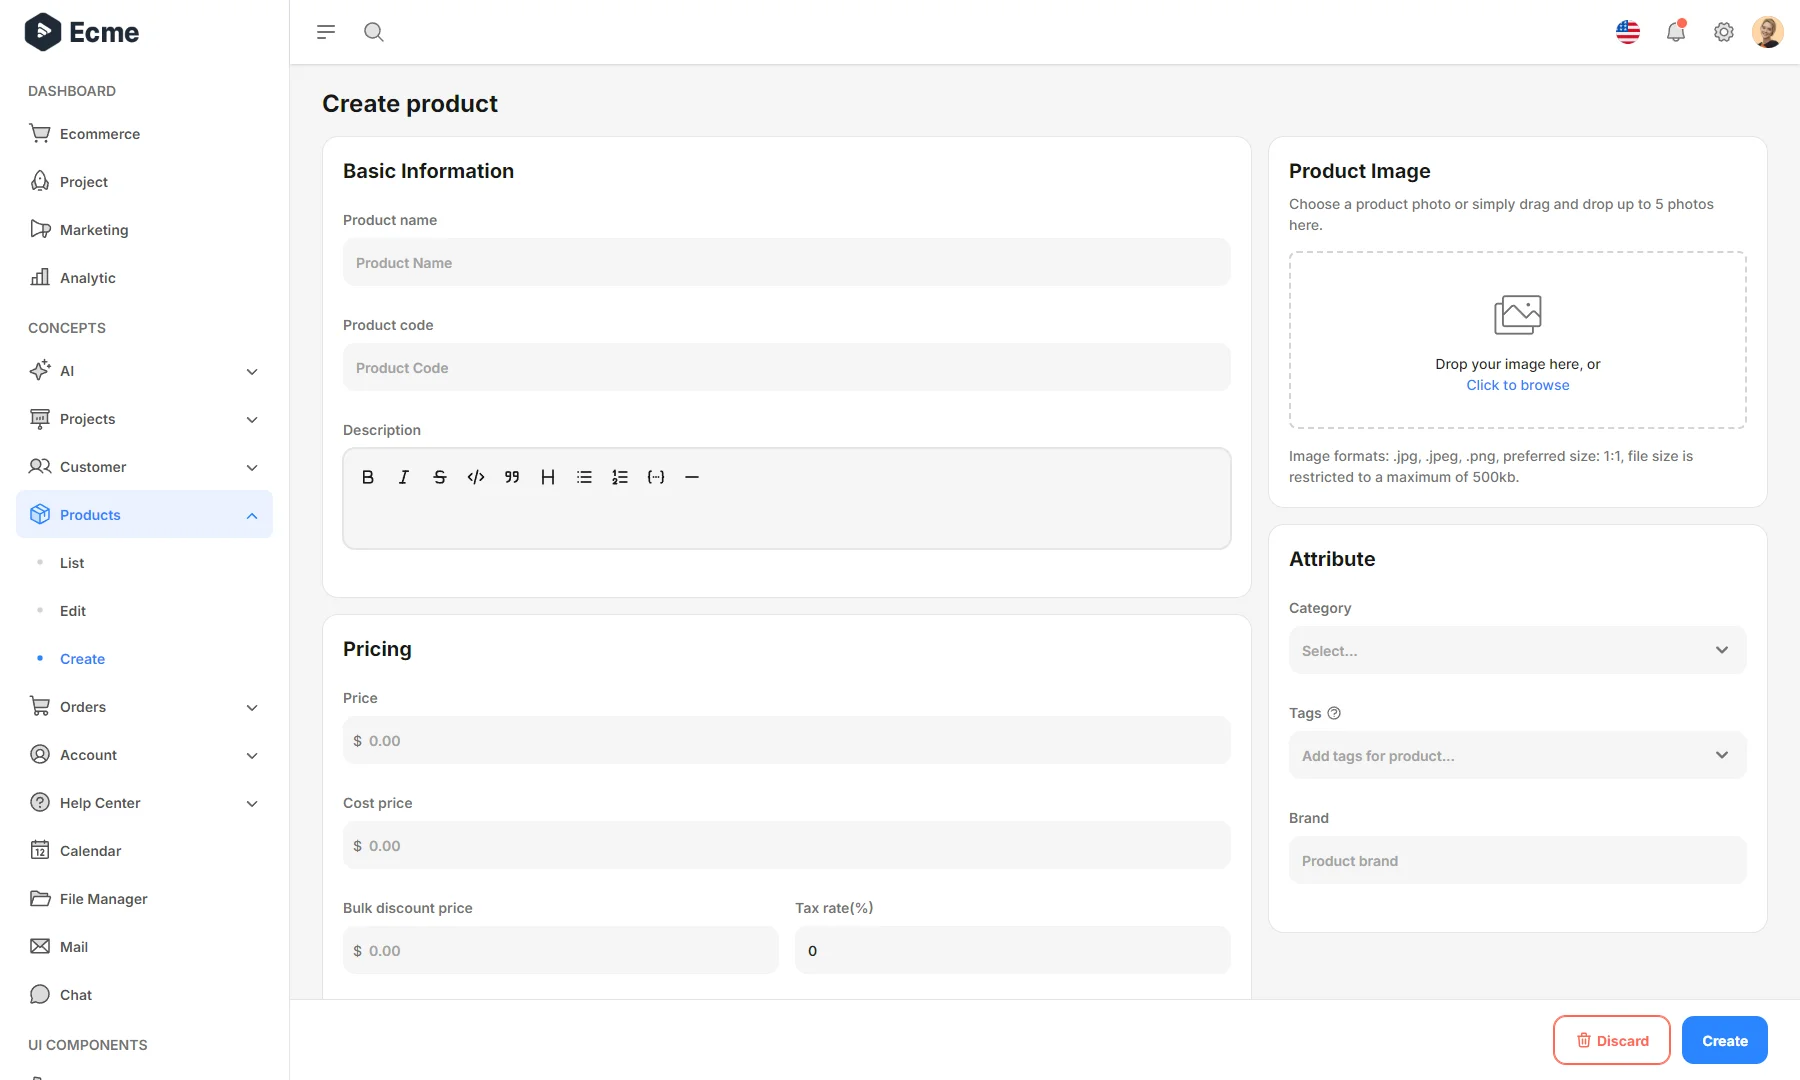 Ecme
DASHBOARD
Ecommerce
Project
Marketing
Analytic
CONCEPTS
AI
Projects
Customer
Products
List
Edit
Create
Orders
Account
Help Center
Calendar
File Manager
Mail
Chat
UI COMPONENTS
Create product
Basic Information
Product name
Product Name
Product code
Product Code
Description
Pricing
Price
$ 0.00
Cost price
$ 0.00
Bulk discount price
$ 0.00
Tax rate(%)
0
Product Image
Choose a product photo or simply drag and drop up to 5 photos
here.
Drop your image here, or
Click to browse
Image formats: .jpg, .jpeg, .png, preferred size: 1:1, file size is
restricted to a maximum of 500kb.
Attribute
Category
Select...
Tags
Add tags for product...
Brand
Product brand
Discard
Create